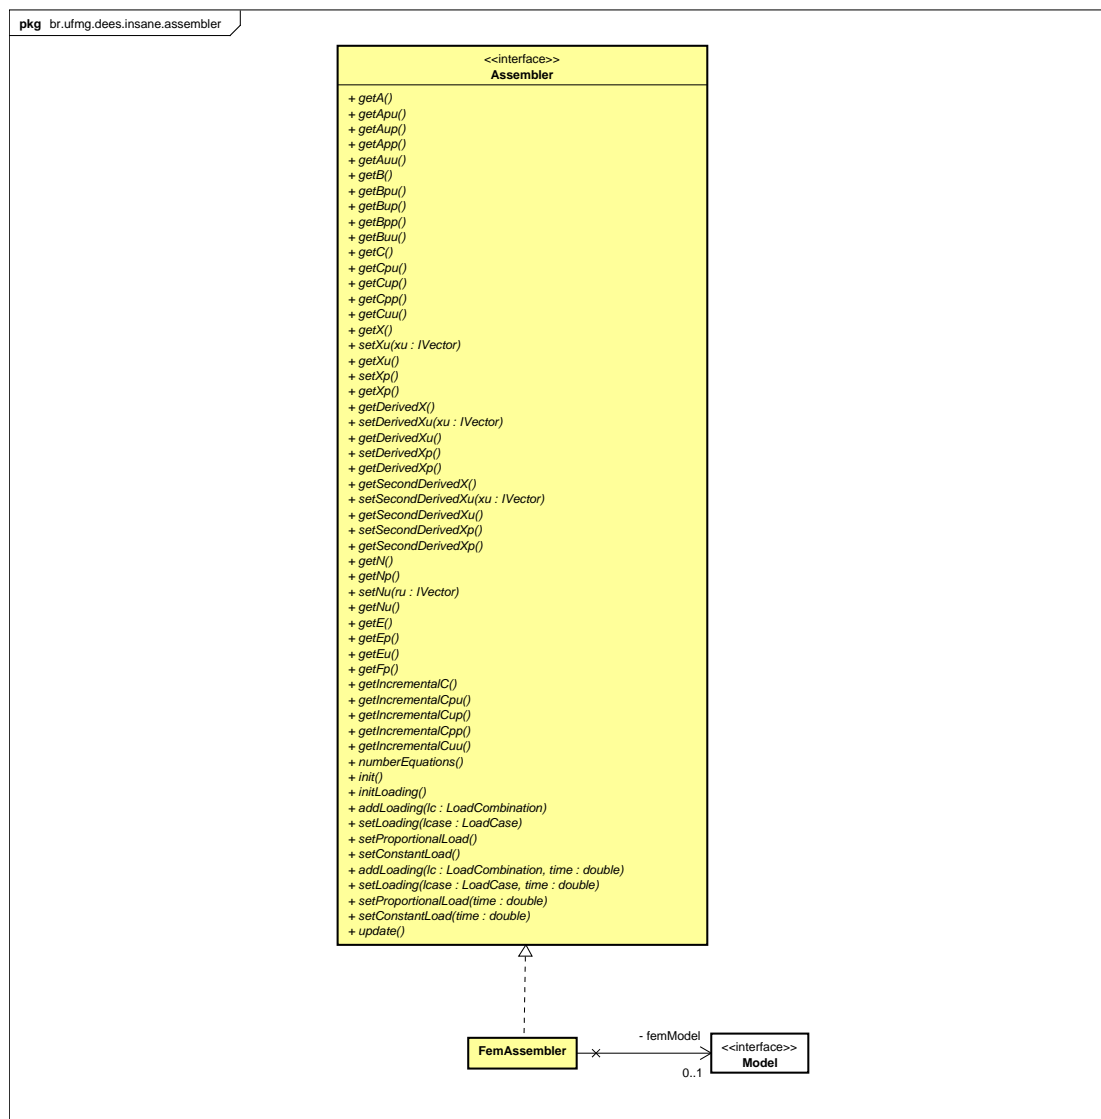 pkg br.ufmg.dees.insane.assembler
<<interface>>
Assembler
+ getA()
+ getApu()
+ getAup()
+ getApp()
+ getAuu()
+ getB()
+ getBpu()
+ getBup()
+ getBpp()
+ getBuu()
+ getC()
+ getCpu()
+ getCup()
+ getCpp()
+ getCuu()
+ getX()
+ setXu(xu : IVector)
+ getXu()
+ setXp()
+ getXp()
+ getDerivedX()
+ setDerivedXu(xu : IVector)
+ getDerivedXu()
+ setDerivedXp()
+ getDerivedXp()
+ getSecondDerivedX()
+ setSecondDerivedXu(xu : IVector)
+ getSecondDerivedXu()
+ setSecondDerivedXp()
+ getSecondDerivedXp()
+ getN()
+ getNp()
+ setNu(ru : IVector)
+ getNu()
+ getE()
+ getEp()
+ getEu()
+ getFp()
+ getIncrementalC()
+ getIncrementalCpu()
+ getIncrementalCup()
+ getIncrementalCpp()
+ getIncrementalCuu()
+ numberEquations()
+ init()
+ initLoading()
+ addLoading(lc : LoadCombination)
+ setLoading(lcase : LoadCase)
+ setProportionalLoad()
+ setConstantLoad()
+ addLoading(lc : LoadCombination, time : double)
+ setLoading(lcase : LoadCase, time : double)
+ setProportionalLoad(time : double)
+ setConstantLoad(time : double)
+ update()
- femModel
FemAssembler
<<interface>>
Model
0..1